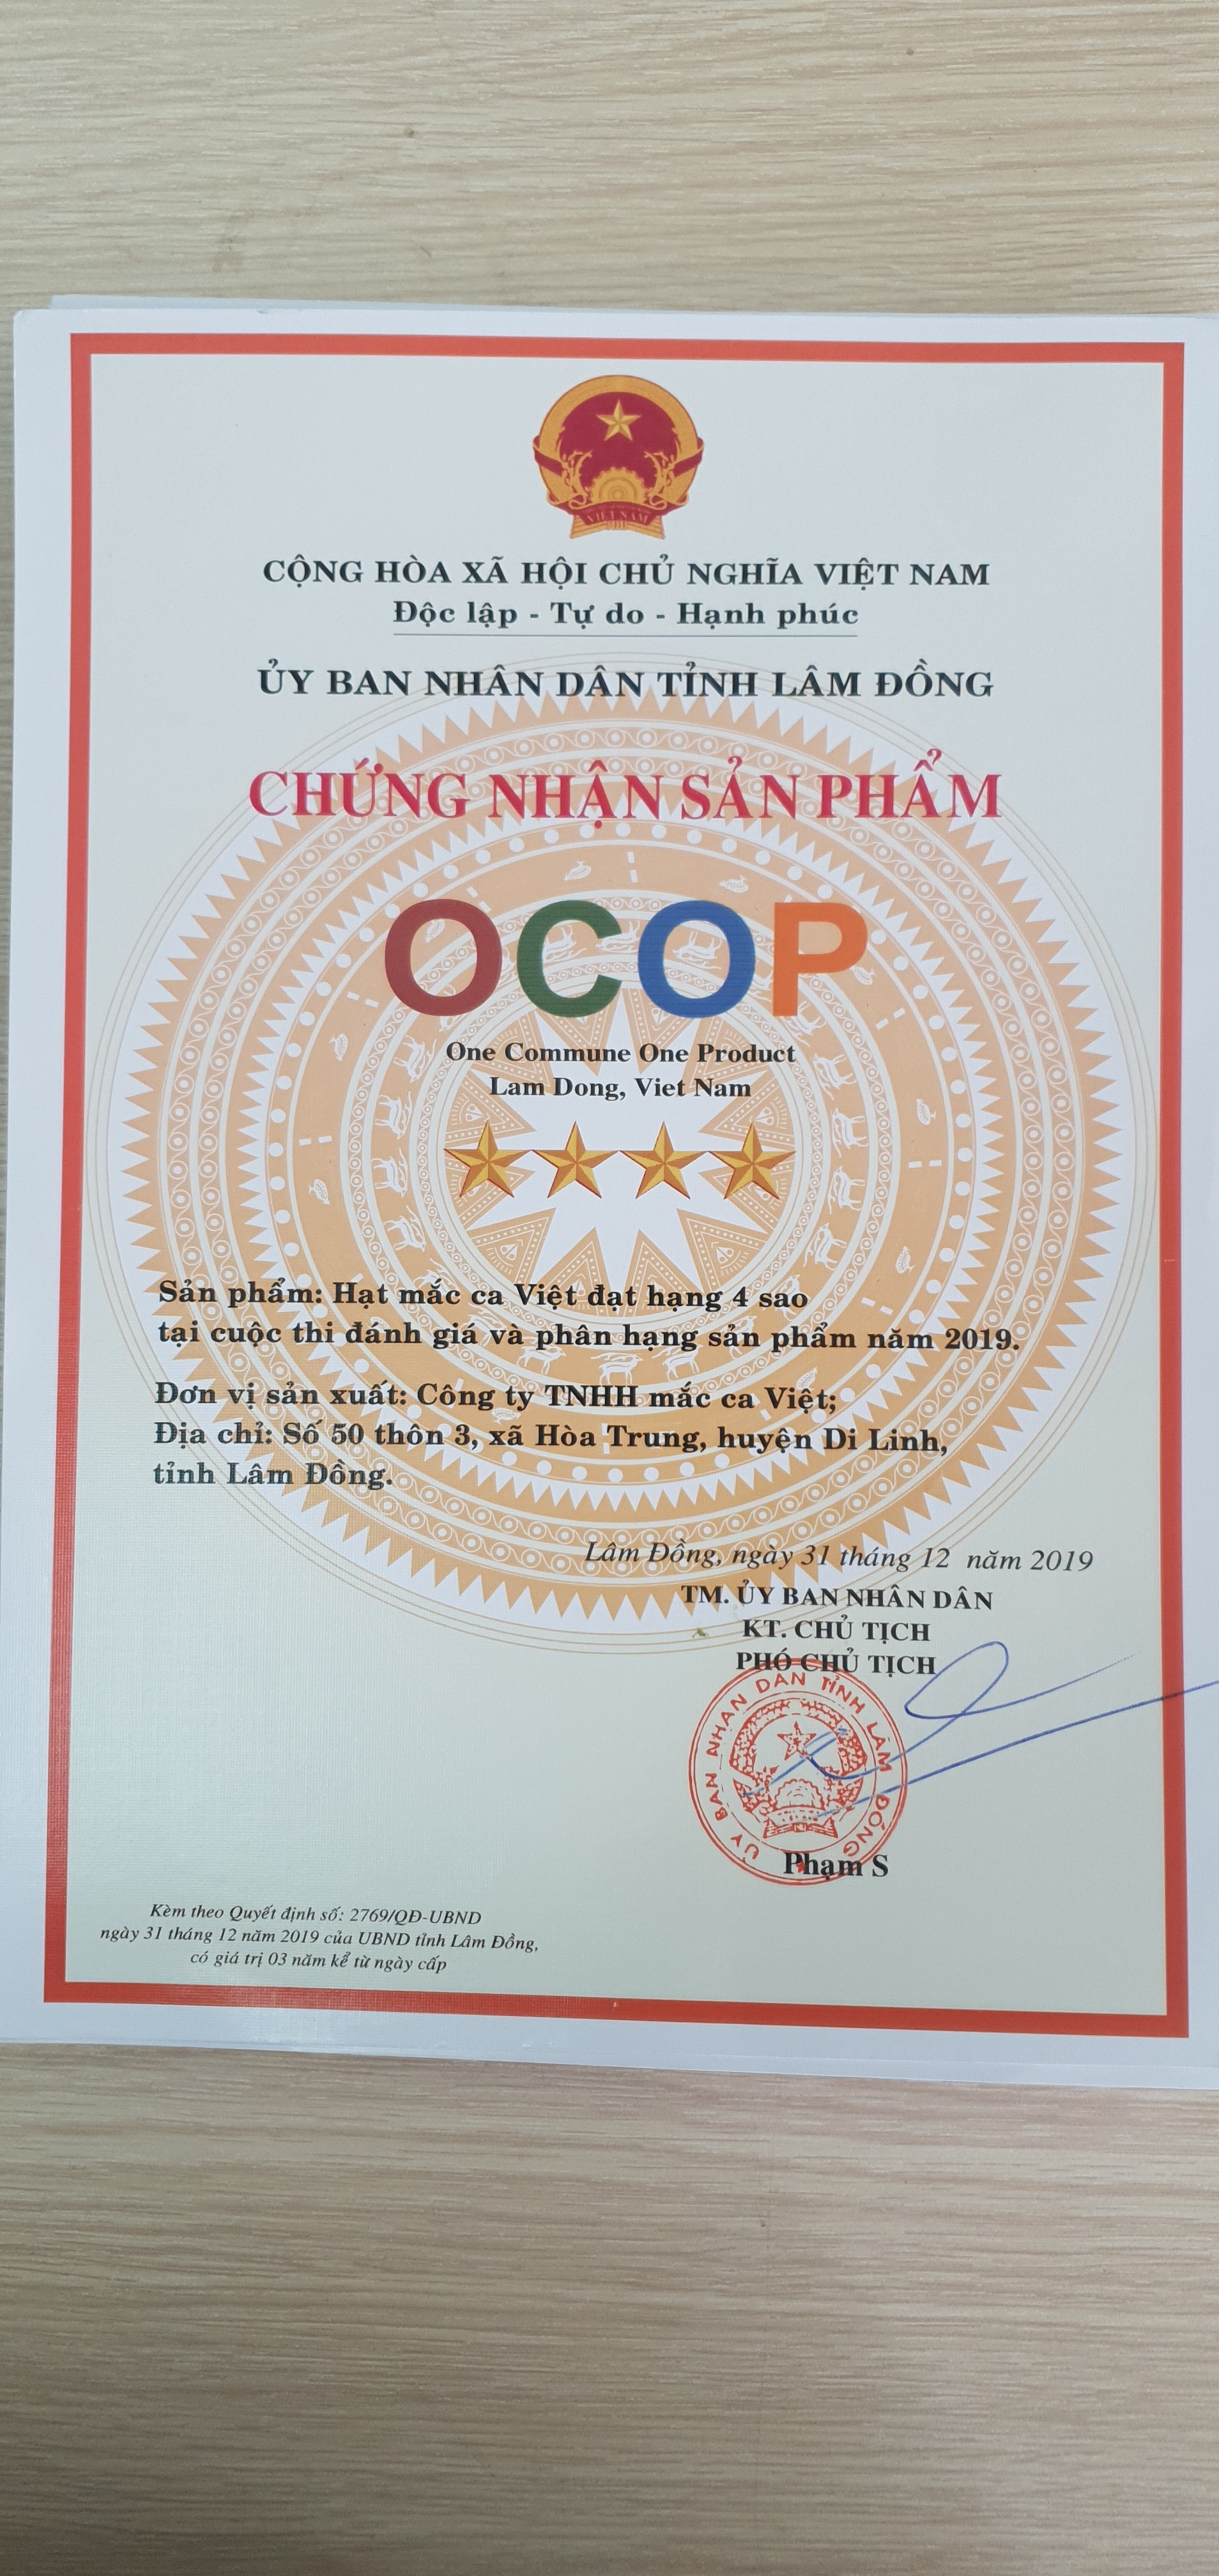 VIỆT NAM
CỘNG HÒA XÃ HỘI CHỦ NGHĨA VIỆT NAM
Độc lập - Tự do - Hạnh phúc
ỦY BAN NHÂN DÂN TỈNH LÂM ĐỒNG
CHỨNG NHẬN SẢN PHẨM
OCOP
One Commune One Product
Lam Dong, Viet Nam
Sản phẩm: Hạt mắc ca Việt đạt hạng 4 sao
tại cuộc thi đánh giá và phân hạng sản phẩm năm 2019.
Đơn vị sản xuất: Công ty TNHH mắc ca Việt;
Địa chỉ: Số 50 thôn 3, xã Hòa Trung, huyện Di Linh,
tỉnh Lâm Đồng.
Lâm Đồng, ngày 31 tháng 12 năm 2019
TM. ỦY BAN NHÂN DÂN
KT. CHỦ TỊCH
PHÓ CHỦ TỊCH
ỦY BAN NHÂN DÂN TỈNH LÂM ĐỒNG
Phạm S
Kèm theo Quyết định số: 2769/QĐ-UBND
ngày 31 tháng 12 năm 2019 của UBND tỉnh Lâm Đồng,
có giá trị 03 năm kể từ ngày cấp